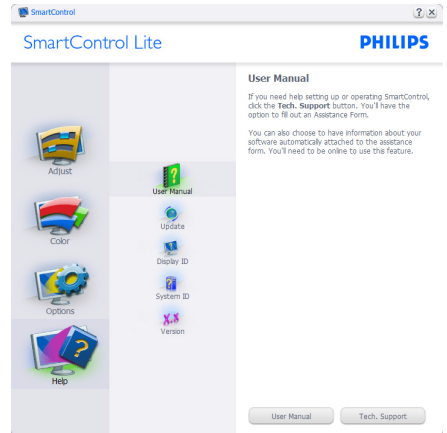 SmartControl
? ×
SmartControl Lite
PHILIPS
User Manual
If you need help setting up or operating SmartControl,
click the Tech. Support button. You'll have the
option to fill out an Assistance Form.
You can also choose to have information about your
software automatically attached to the assistance
form. You'll need to be online to use this feature.
Adjust
Color
Options
?
Help
?
User Manual
Update
Display ID
?
System ID
X.X
Version
User Manual
Tech. Support